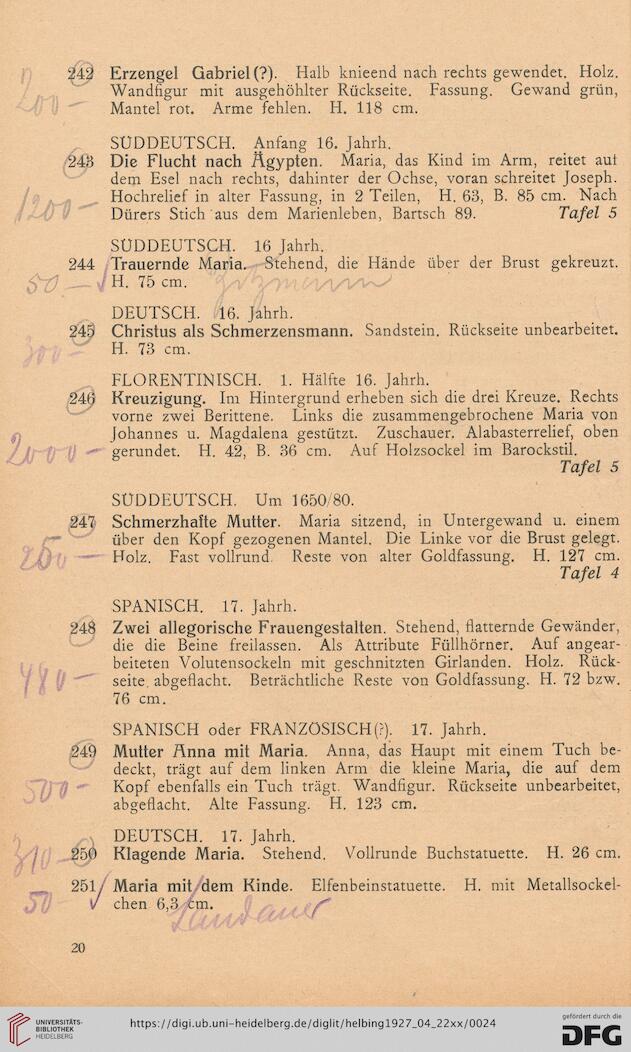 242 Erzengel Gabriel (?). Halb knieend nach rechts gewendet. Holz.
Wandfigur mit ausgehöhlter Rückseite. Fassung. Gewand grün,
200 — Mantel rot. Arme fehlen. H. 118 cm.
SÜDDEUTSCH. Anfang 16. Jahrh.
243 Die Flucht nach Ägypten. Maria, das Kind im Arm, reitet auf
dem Esel nach rechts, dahinter der Ochse, voran schreitet Joseph.
1200 — Hochrelief in alter Fassung, in 2 Teilen, H. 63, B. 85 cm. Nach
Dürers Stich aus dem Marienleben, Bartsch 89. Tafel 5
SÜDDEUTSCH. 16 Jahrh.
244 Trauernde Maria. Stehend, die Hände über der Brust gekreuzt.
50 — H. 75 cm.
DEUTSCH. 16. Jahrh.
245 Christus als Schmerzensmann. Sandstein. Rückseite unbearbeitet.
300 — H. 73 cm.
FLORENTINISCH. 1. Hälfte 16. Jahrh.
246 Kreuzigung. Im Hintergrund erheben sich die drei Kreuze. Rechts
vorne zwei Berittene. Links die zusammengebrochene Maria von
Johannes u. Magdalena gestützt. Zuschauer. Alabasterrelief, oben
2000 — gerundet. H. 42, B. 36 cm. Auf Holzsockel im Barockstil.
Tafel 5
SÜDDEUTSCH. Um 1650/80.
247 Schmerzhafte Mutter. Maria sitzend, in Untergewand u. einem
über den Kopf gezogenen Mantel. Die Linke vor die Brust gelegt.
Holz. Fast vollrund. Reste von alter Goldfassung. H. 127 cm.
Tafel 4
SPANISCH. 17. Jahrh.
248 Zwei allegorische Frauengestalten. Stehend, flatternde Gewänder,
die die Beine freilassen. Als Attribute Füllhörner. Auf angear-
beiteten Volutensockeln mit geschnitzten Girlanden. Holz. Rück-
480 — seite abgeflacht. Beträchtliche Reste von Goldfassung. H. 72 bzw.
76 cm.
SPANISCH oder FRANZÖSISCH (?). 17. Jahrh.
249 Mutter Anna mit Maria. Anna, das Haupt mit einem Tuch be-
deckt, trägt auf dem linken Arm die kleine Maria, die auf dem
500 — Kopf ebenfalls ein Tuch trägt. Wandfigur. Rückseite unbearbeitet,
abgeflacht. Alte Fassung. H. 123 cm.
DEUTSCH. 17. Jahrh.
310 — 250 Klagende Maria. Stehend. Vollrunde Buchstatuette. H. 26 cm.
251 Maria mit dem Kinde. Elfenbeinstatuette. H. mit Metallsockel-
50 — chen 6,3 cm.
Landauer
20
UNIVERSITÄTS-
BIBLIOTHEK
HEIDELBERG
https://digi.ub.uni-heidelberg.de/diglit/helbing1927_04_22xx/0024
gefördert durch die
DFG